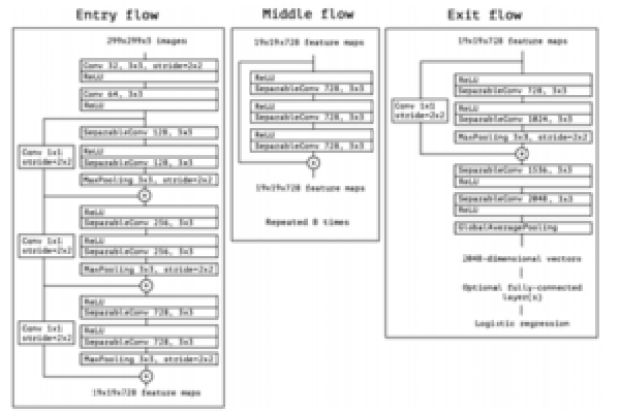 Entry flow
299x299x3 images
Conv 32, 3x3, stride=2x2
ReLU
Conv 64, 3x3
ReLU
SeparableConv 128, 3x3
Conv 1x1
stride=2x2
ReLU
SeparableConv 128, 3x3
MaxPooling 3x3, stride=2x2
+
ReLU
SeparableConv 256, 3x3
Conv 1x1
stride=2x2
ReLU
SeparableConv 256, 3x3
MaxPooling 3x3, stride=2x2
+
ReLU
SeparableConv 728, 3x3
Conv 1x1
stride=2x2
ReLU
SeparableConv 728, 3x3
MaxPooling 3x3, stride=2x2
+
19x19x728 feature maps
Middle flow
19x19x728 feature maps
ReLU
SeparableConv 728, 3x3
ReLU
SeparableConv 728, 3x3
ReLU
SeparableConv 728, 3x3
+
19x19x728 feature maps
Repeated 8 times
Exit flow
19x19x728 feature maps
ReLU
SeparableConv 728, 3x3
Conv 1x1
stride=2x2
ReLU
SeparableConv 1024, 3x3
MaxPooling 3x3, stride=2x2
+
SeparableConv 1536, 3x3
ReLU
SeparableConv 2048, 3x3
ReLU
GlobalAveragePooling
2048-dimensional vectors
Optional fully-connected
layer(s)
Logistic regression